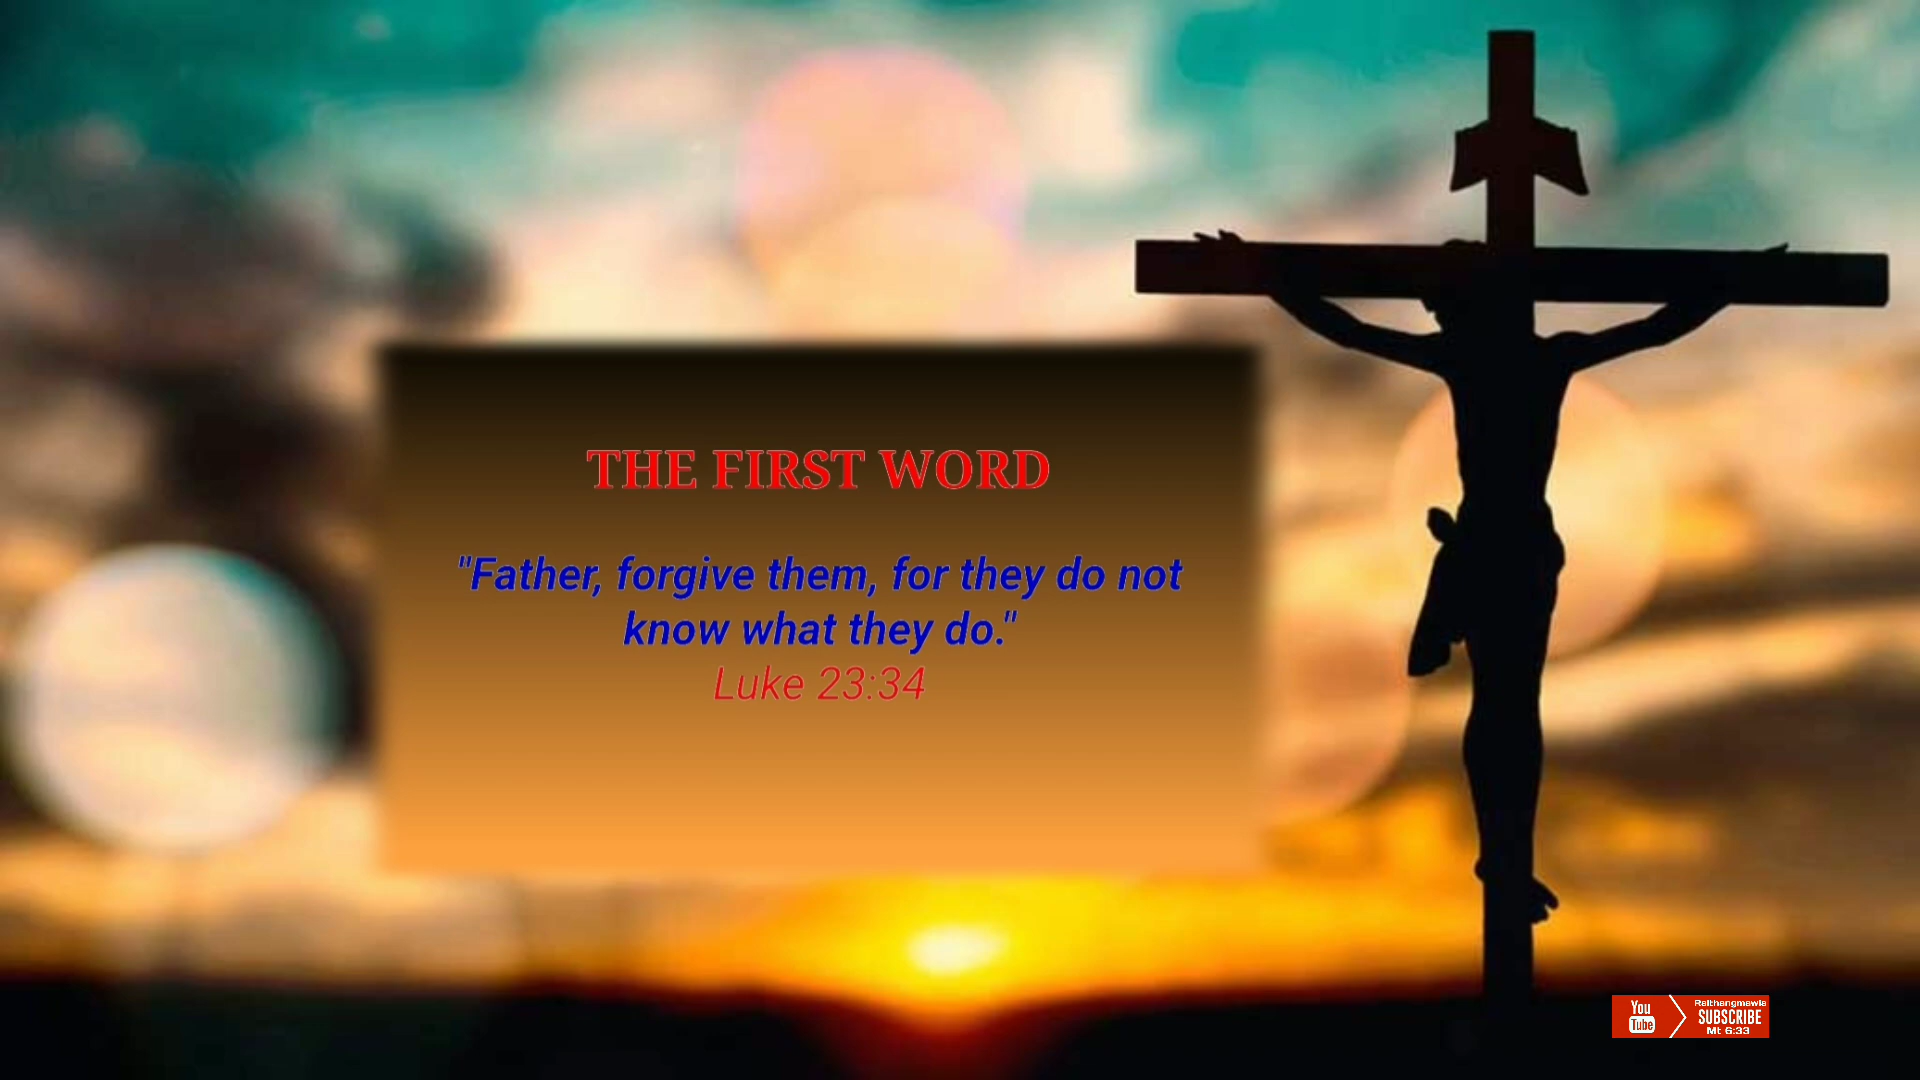 THE FIRST WORD
"Father, forgive them, for they do not
know what they do."
Luke 23:34
You
Tube
Ralthangmawia
SUBSCRIBE
Mt 6:33